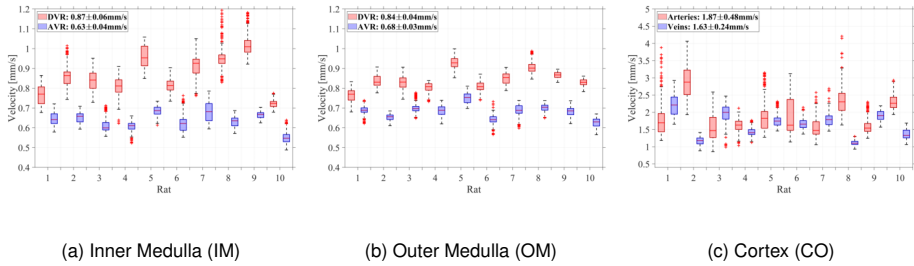 DVR: 0.87±0.06mm/s
AVR: 0.63±0.04mm/s
Velocity [mm/s]
1.2
1.1
1
0.9
0.8
0.7
0.6
0.5
0.4
1 2 3 4 5 6 7 8 9 10
Rat
(a) Inner Medulla (IM)
DVR: 0.84±0.04mm/s
AVR: 0.68±0.03mm/s
Velocity [mm/s]
1.2
1.1
1
0.9
0.8
0.7
0.6
0.5
0.4
1 2 3 4 5 6 7 8 9 10
Rat
(b) Outer Medulla (OM)
Arteries: 1.87±0.48mm/s
Veins: 1.63±0.24mm/s
Velocity [mm/s]
5
4.5
4
3.5
3
2.5
2
1.5
1
0.5
1 2 3 4 5 6 7 8 9 10
Rat
(c) Cortex (CO)